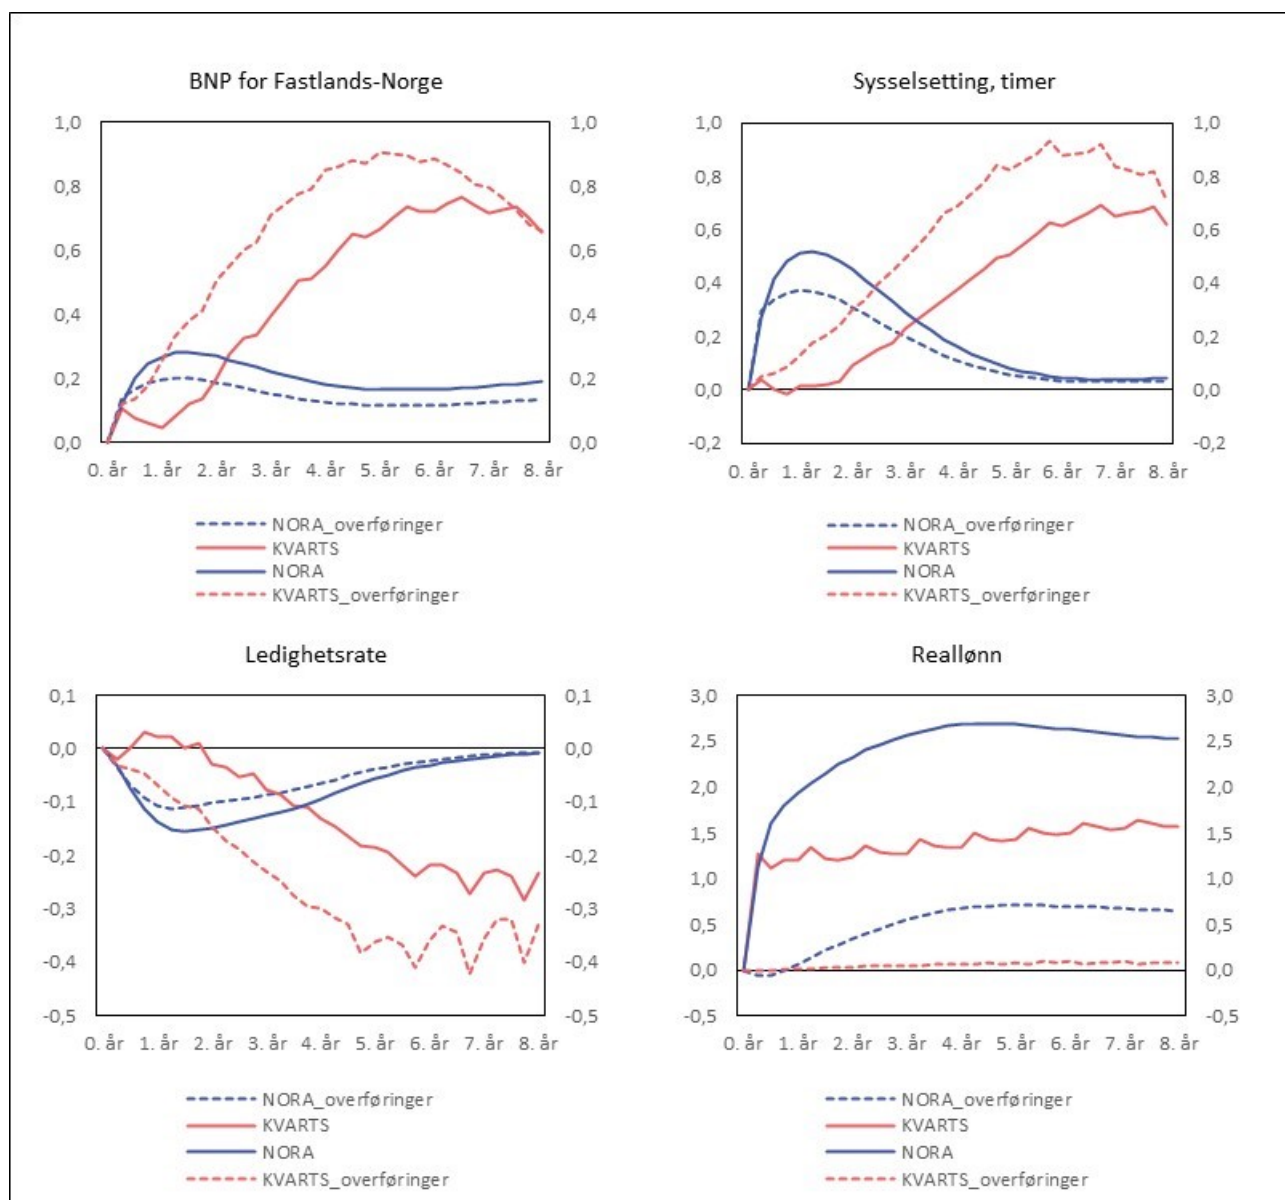 BNP for Fastlands-Norge
1,0 1,0
0,8 0,8
0,6 0,6
0,4 0,4
0,2 0,2
0,0 0,0
0. år 1. år 2. år 3. år 4. år 5. år 6. år 7. år 8. år
NORA_overføringer
KVARTS
NORA
KVARTS_overføringer
Sysselsetting, timer
1,0 1,0
0,8 0,8
0,6 0,6
0,4 0,4
0,2 0,2
0,0 0,0
-0,2 -0,2
0. år 1. år 2. år 3. år 4. år 5. år 6. år 7. år 8. år
NORA_overføringer
KVARTS
NORA
KVARTS_overføringer
Ledighetsrate
0,1 0,1
0,0 0,0
-0,1 -0,1
-0,2 -0,2
-0,3 -0,3
-0,4 -0,4
-0,5 -0,5
0. år 1. år 2. år 3. år 4. år 5. år 6. år 7. år 8. år
NORA_overføringer
KVARTS
NORA
KVARTS_overføringer
Reallønn
3,0 3,0
2,5 2,5
2,0 2,0
1,5 1,5
1,0 1,0
0,5 0,5
0,0 0,0
-0,5 -0,5
0. år 1. år 2. år 3. år 4. år 5. år 6. år 7. år 8. år
NORA_overføringer
KVARTS
NORA
KVARTS_overføringer